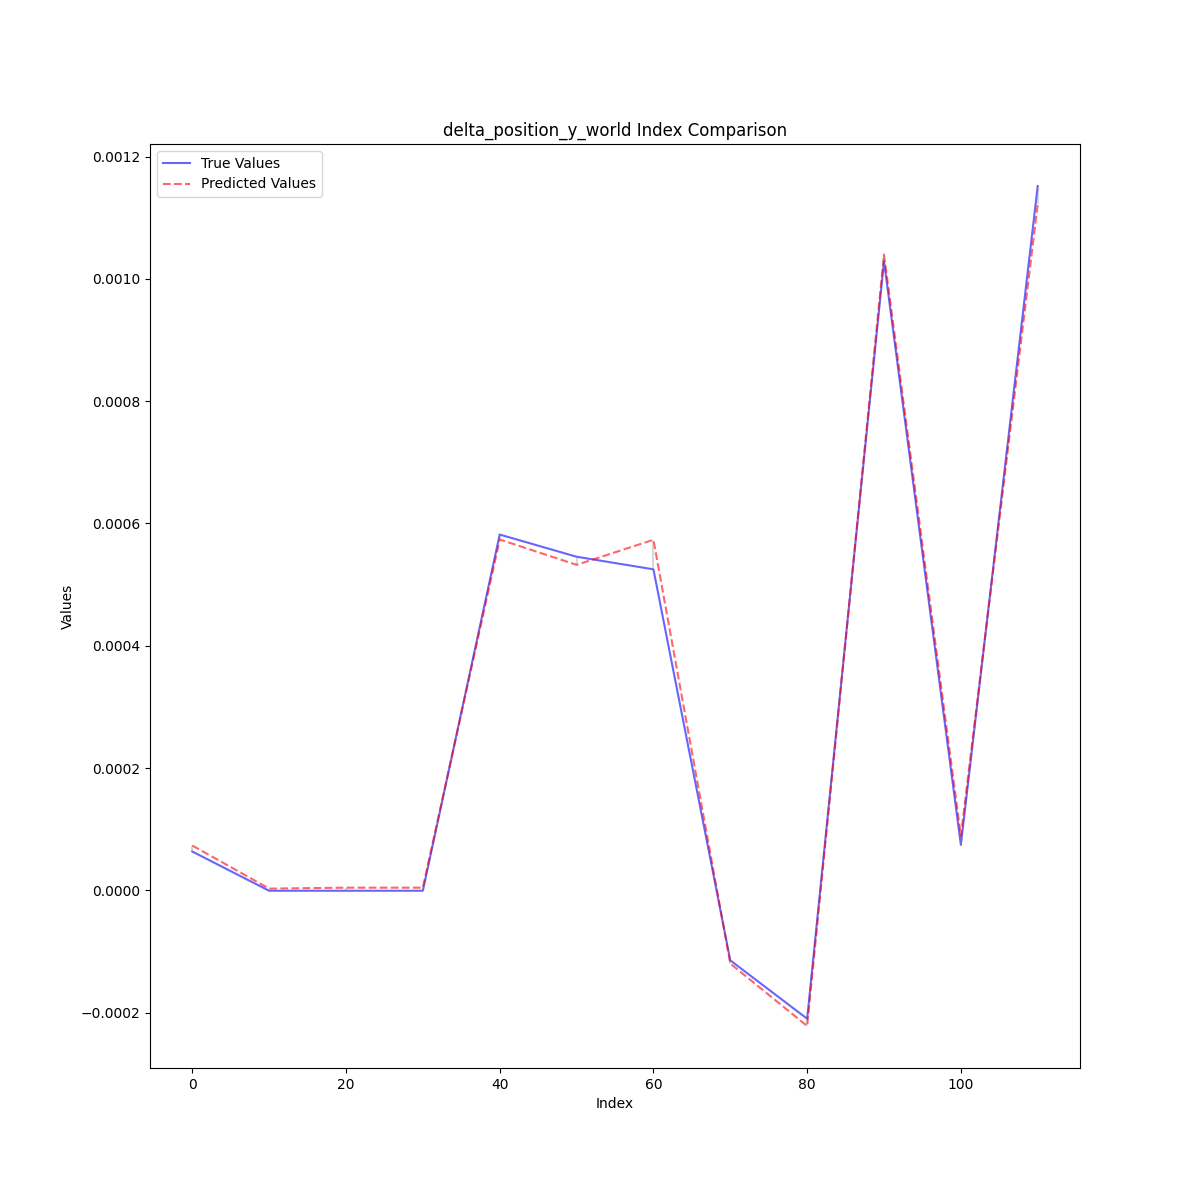 delta_position_y_world Index Comparison
True Values
Predicted Values
0.0012
0.0010
0.0008
0.0006
0.0004
0.0002
0.0000
−0.0002
Values
0 20 40 60 80 100
Index